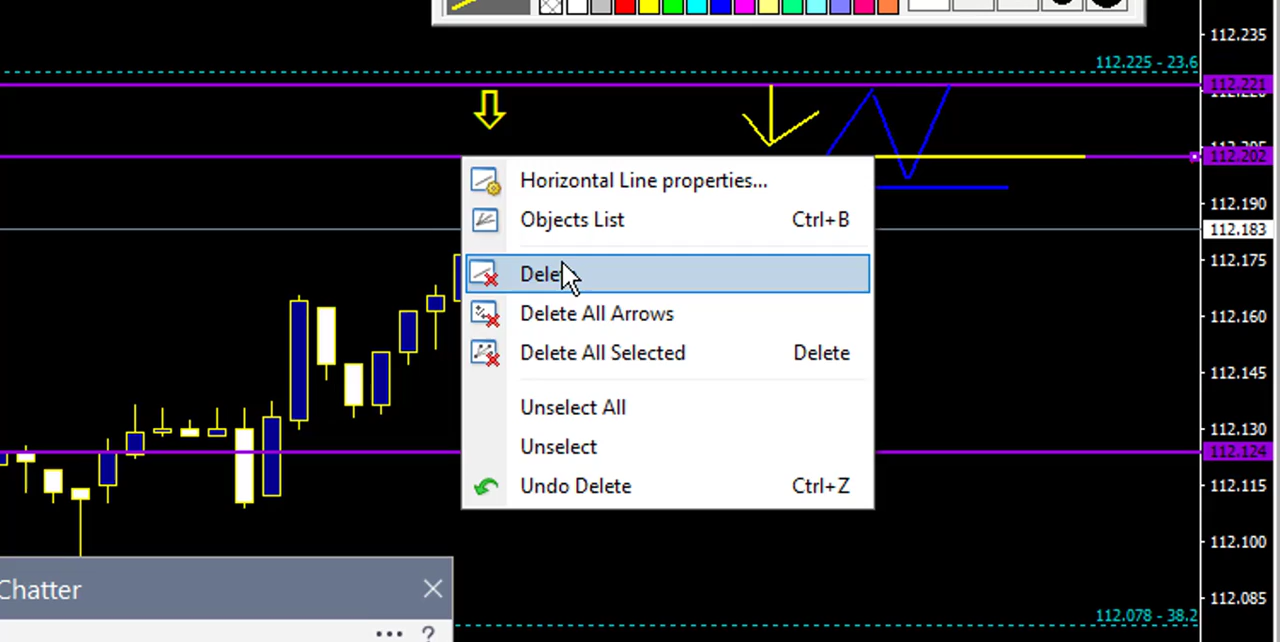 112.235
112.225 - 23.6
112.221
112.202
Horizontal Line properties...
112.190
Objects List Ctrl+B
112.183
112.175
Delete All Arrows
112.160
Delete All Selected Delete
112.145
Unselect All
112.130
Unselect
112.124
Undo Delete Ctrl+Z
112.115
112.100
Chatter
112.085
112.078 - 38.2
... ?